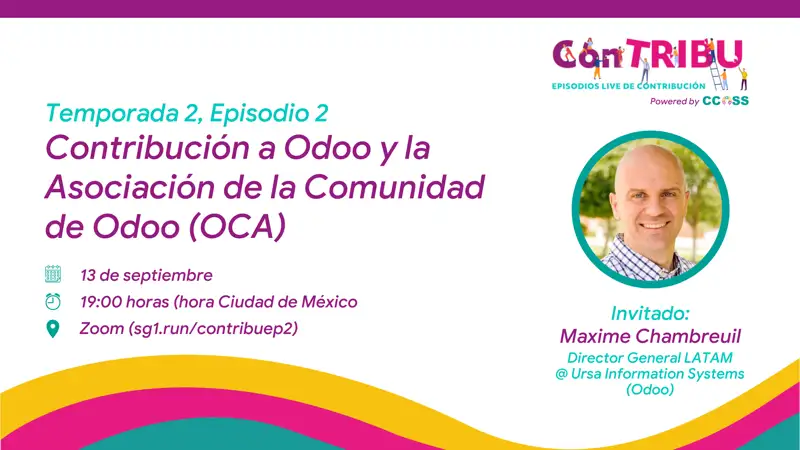 ConTRIBU
EPISODIOS LIVE DE CONTRIBUCIÓN
Powered by CCOSS
Temporada 2, Episodio 2
Contribución a Odoo y la
Asociación de la Comunidad
de Odoo (OCA)
13 de septiembre
19:00 horas (hora Ciudad de México
Zoom (sg1.run/contribuep2)
Invitado:
Maxime Chambreuil
Director General LATAM
@ Ursa Information Systems
(Odoo)